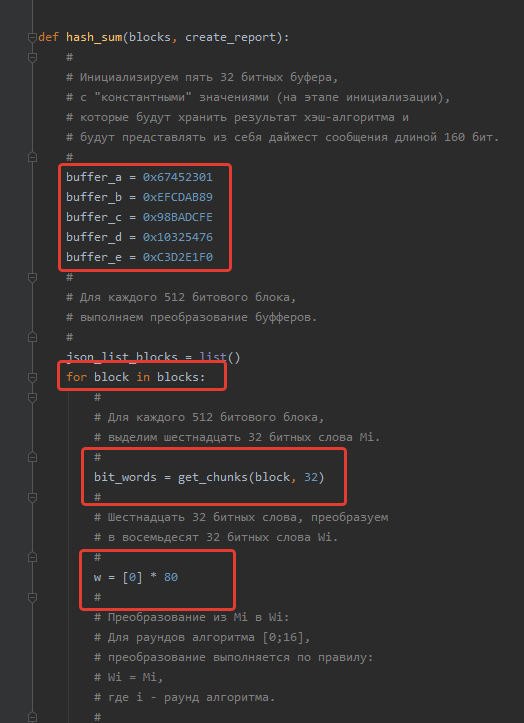 def hash_sum(blocks, create_report):
#
# Инициализируем пять 32 битных буфера,
# с "константными" значениями (на этапе инициализации),
# которые будут хранить результат хэш-алгоритма и
# будут представлять из себя дайжест сообщения длиной 160 бит.
#
buffer_a = 0x67452301
buffer_b = 0xEFCDAB89
buffer_c = 0x98BADCFE
buffer_d = 0x10325476
buffer_e = 0xC3D2E1F0
#
# Для каждого 512 битового блока,
# выполняем преобразование буфферов.
#
json_list_blocks = list()
for block in blocks:
#
# Для каждого 512 битового блока,
# выделим шестнадцать 32 битных слова Mi.
#
bit_words = get_chunks(block, 32)
#
# Шестнадцать 32 битных слова, преобразуем
# в восемьдесят 32 битных слова Wi.
#
w = [0] * 80
#
# Преобразование из Mi в Wi:
# Для раундов алгоритма [0;16],
# преобразование выполняется по правилу:
# Wi = Mi,
# где i - раунд алгоритма.
#